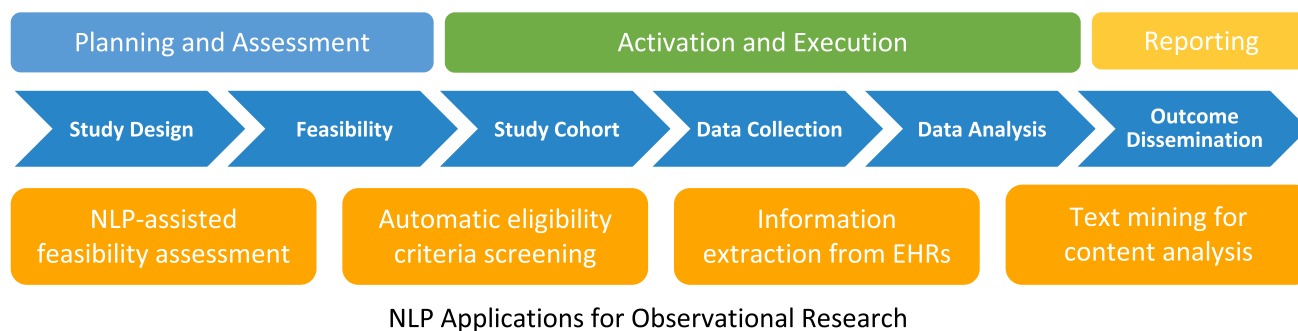 Planning and Assessment
Activation and Execution
Reporting
Study Design
Feasibility
Study Cohort
Data Collection
Data Analysis
Outcome
Dissemination
NLP-assisted
feasibility assessment
Automatic eligibility
criteria screening
Information
extraction from EHRs
Text mining for
content analysis
NLP Applications for Observational Research